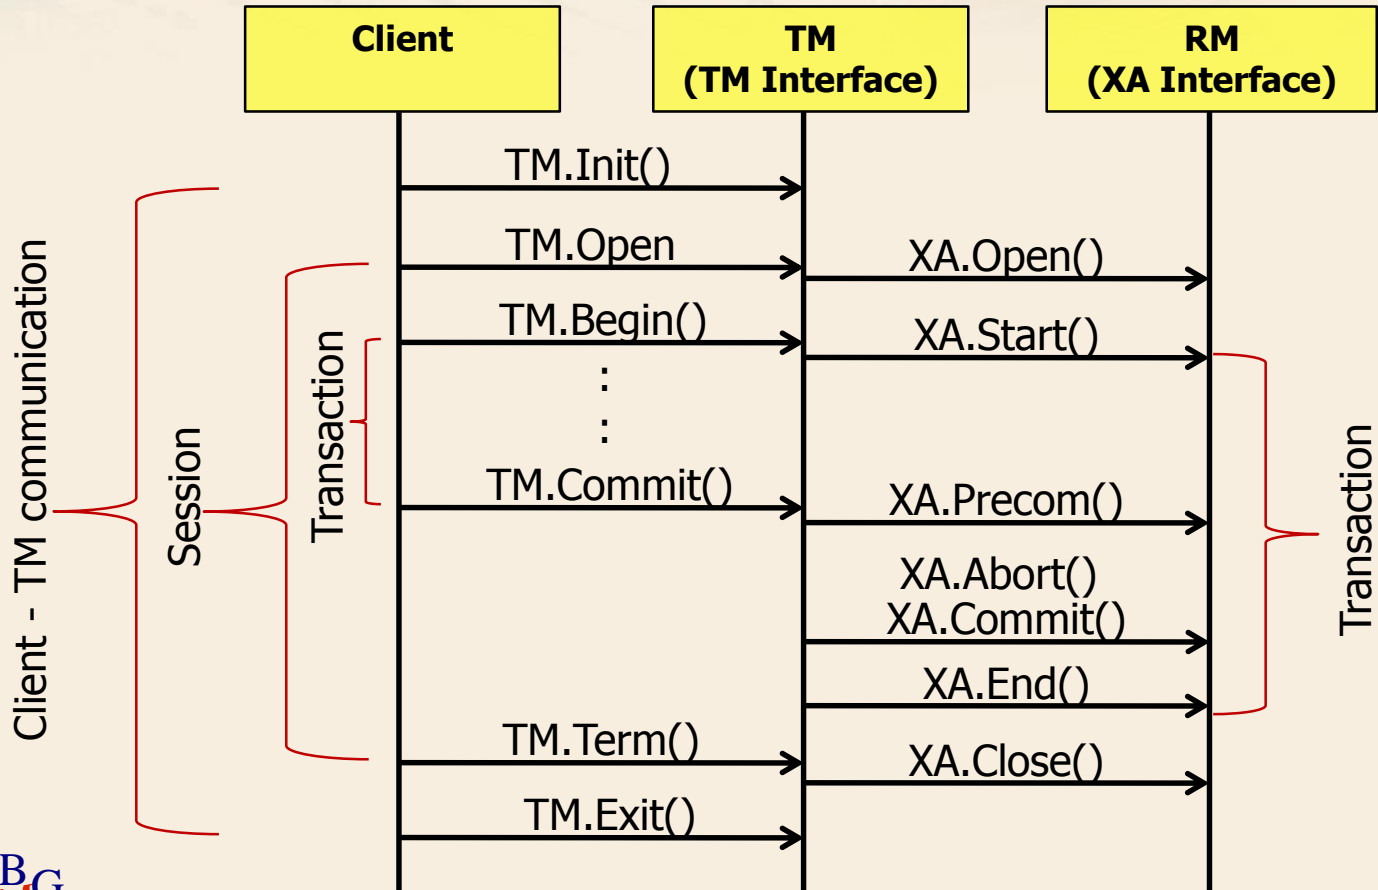 Client
TM
(TM Interface)
RM
(XA Interface)
TM.Init()
TM.Open
XA.Open()
TM.Begin()
XA.Start()
:
:
TM.Commit()
XA.Precom()
XA.Abort()
XA.Commit()
XA.End()
TM.Term()
XA.Close()
TM.Exit()
Client - TM communication
Session
Transaction
Transaction